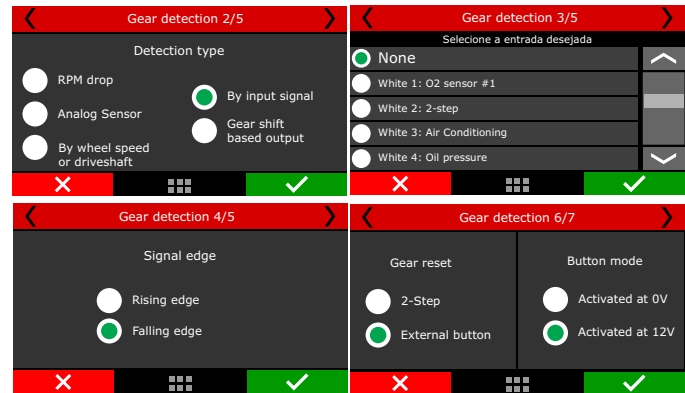 Gear detection 2/5
Detection type
RPM drop
Analog Sensor
By wheel speed
or driveshaft
By input signal
Gear shift
based output
Gear detection 3/5
Selecione a entrada desejada
None
White 1: O2 sensor #1
White 2: 2-step
White 3: Air Conditioning
White 4: Oil pressure
Gear detection 4/5
Signal edge
Rising edge
Falling edge
Gear detection 6/7
Gear reset
2-Step
External button
Button mode
Activated at 0V
Activated at 12V